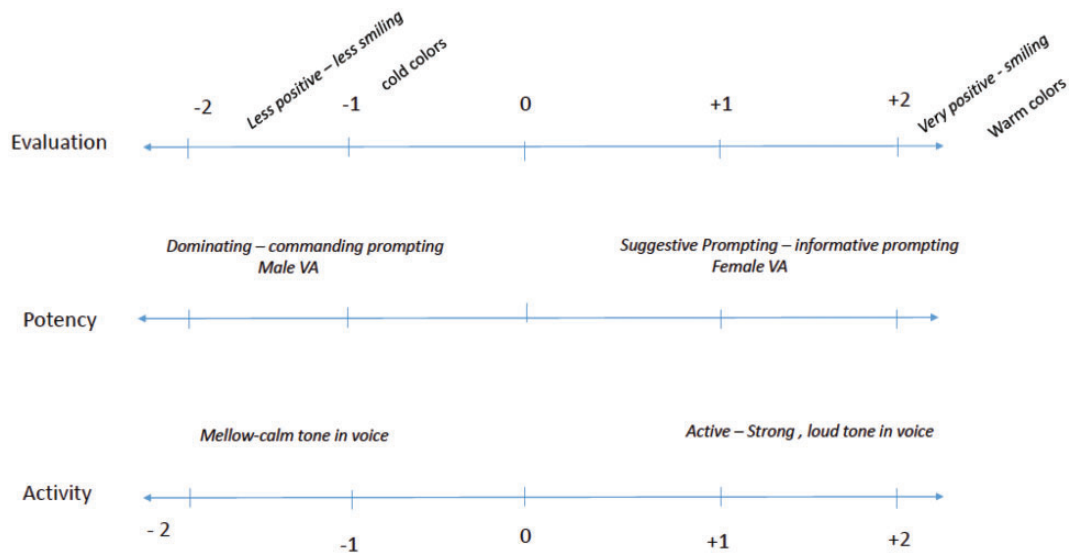 Less positive – less smiling
cold colors
Very positive - smiling
Warm colors
-2
-1
0
+1
+2
Evaluation
Dominating – commanding prompting
Male VA
Suggestive Prompting – informative prompting
Female VA
Potency
Mellow-calm tone in voice
Active – Strong , loud tone in voice
Activity
- 2
-1
0
+1
+2